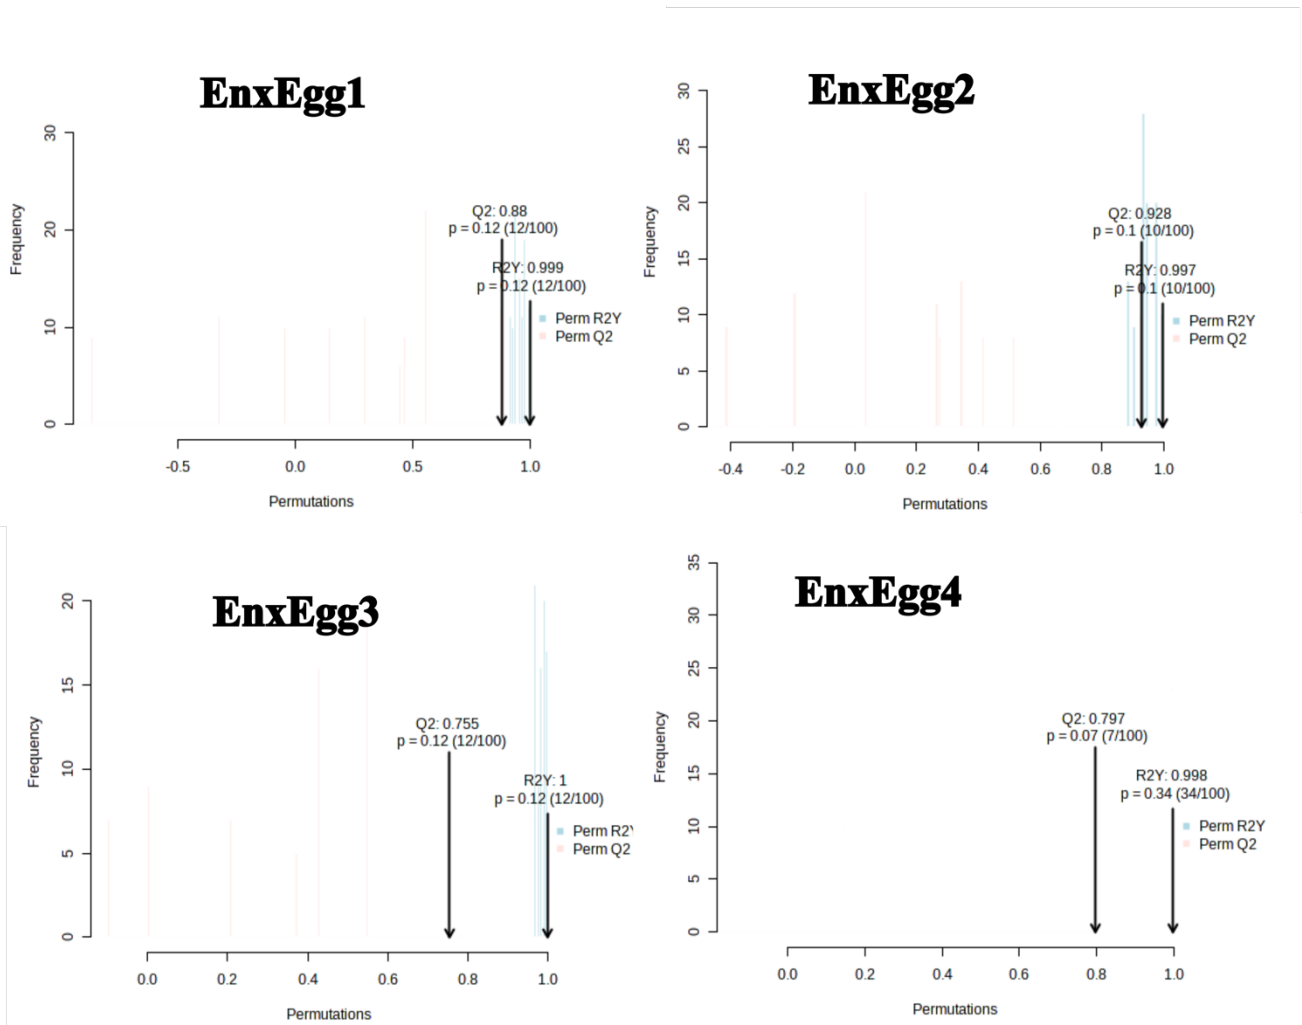 EnxEgg1
30
20
10
0
Frequency
Q2: 0.88
p = 0.12 (12/100)
R2Y: 0.999
p = 0.12 (12/100)
Perm R2Y
Perm Q2
-0.5 0.0 0.5 1.0
Permutations
EnxEgg2
30
25
20
15
10
5
0
Frequency
Q2: 0.928
p = 0.1 (10/100)
R2Y: 0.997
p = 0.1 (10/100)
Perm R2Y
Perm Q2
-0.4 -0.2 0.0 0.2 0.4 0.6 0.8 1.0
Permutations
EnxEgg3
20
15
10
5
0
Frequency
Q2: 0.755
p = 0.12 (12/100)
R2Y: 1
p = 0.12 (12/100)
Perm R2Y
Perm Q2
0.0 0.2 0.4 0.6 0.8 1.0
Permutations
EnxEgg4
35
30
25
20
15
10
5
0
Frequency
Q2: 0.797
p = 0.07 (7/100)
R2Y: 0.998
p = 0.34 (34/100)
Perm R2Y
Perm Q2
0.0 0.2 0.4 0.6 0.8 1.0
Permutations